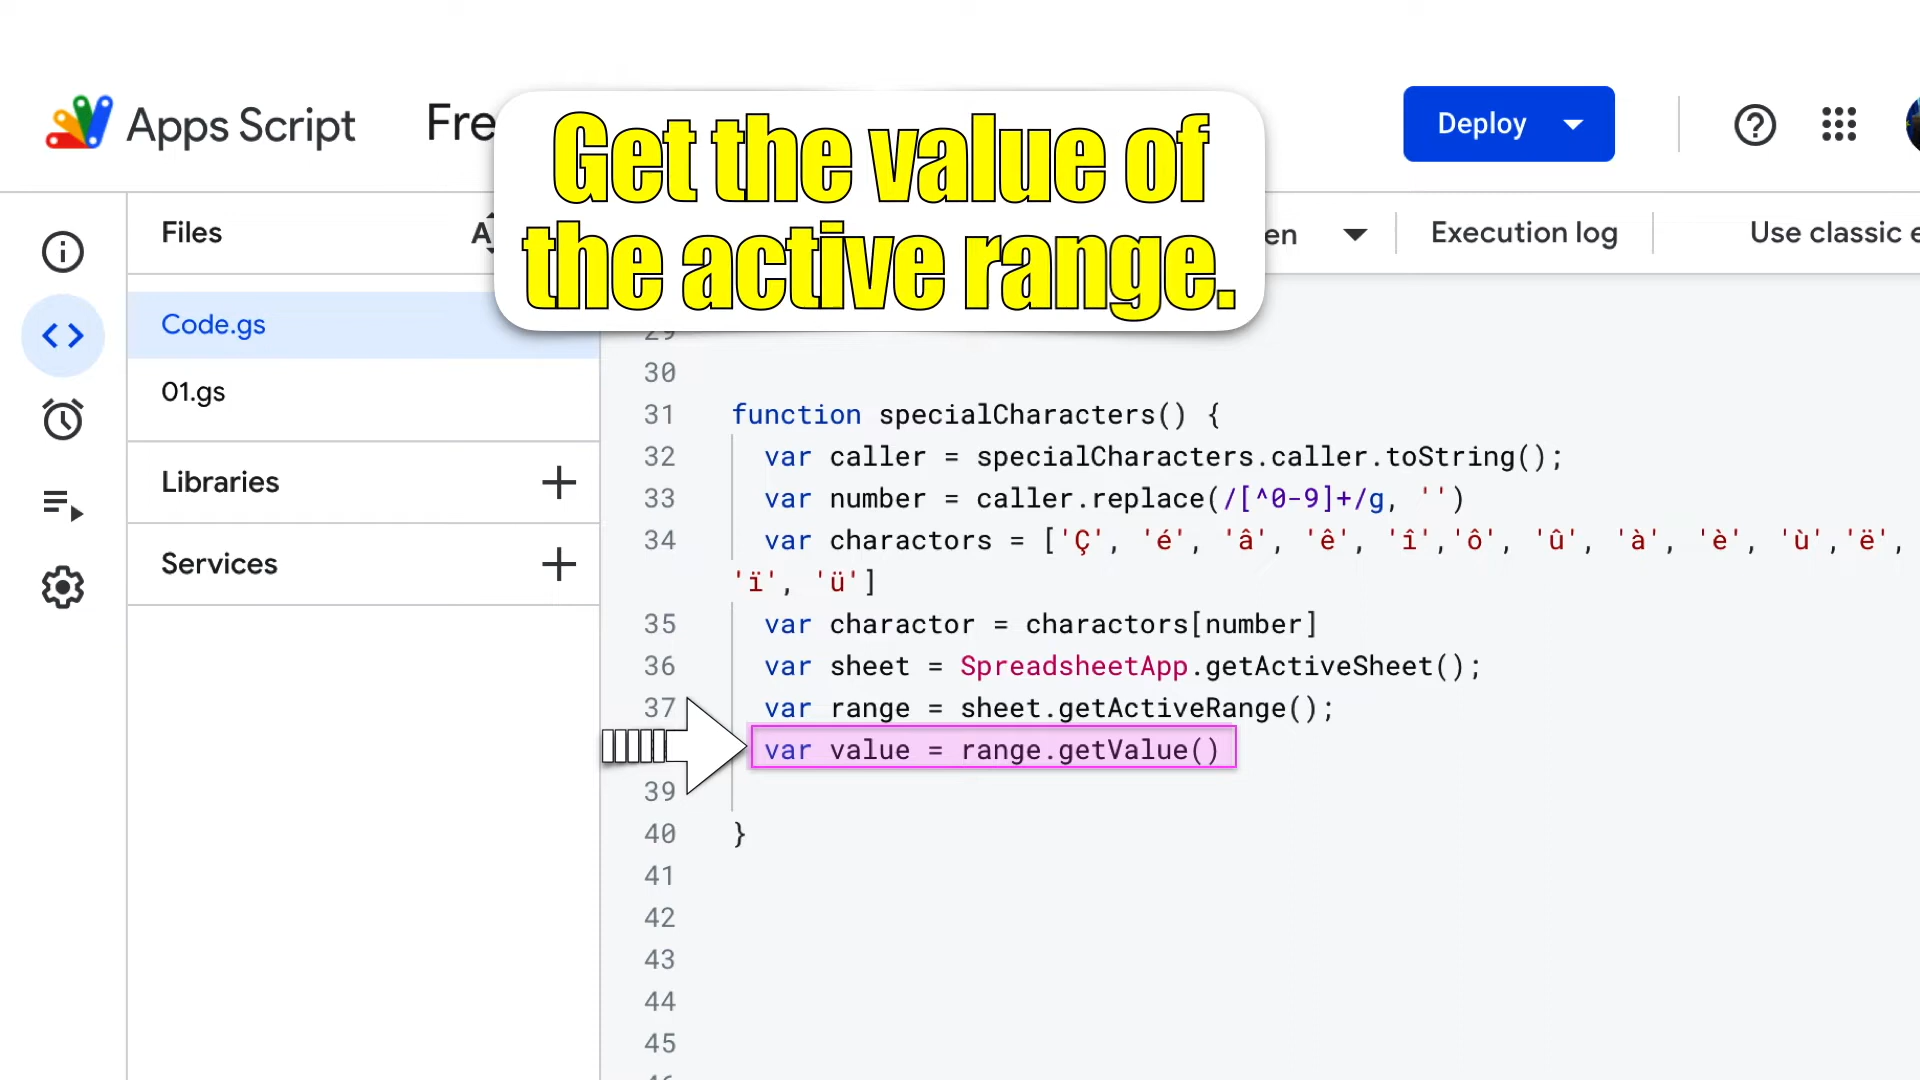 Apps Script
Fre
Deploy
Get the value of
the active range.
Files
A
en
Execution log
Use classic e
Code.gs
01.gs
Libraries
Services
29
30
31 function specialCharacters() {
32 var caller = specialCharacters.caller.toString();
33 var number = caller.replace(/[^0-9]+/g, '')
34 var charactors = ['Ç', 'é', 'â', 'ê', 'î','ô', 'û', 'à', 'è', 'ù','ë',
'ï', 'ü']
35 var charactor = charactors[number]
36 var sheet = SpreadsheetApp.getActiveSheet();
37 var range = sheet.getActiveRange();
var value = range.getValue()
39
40 }
41
42
43
44
45